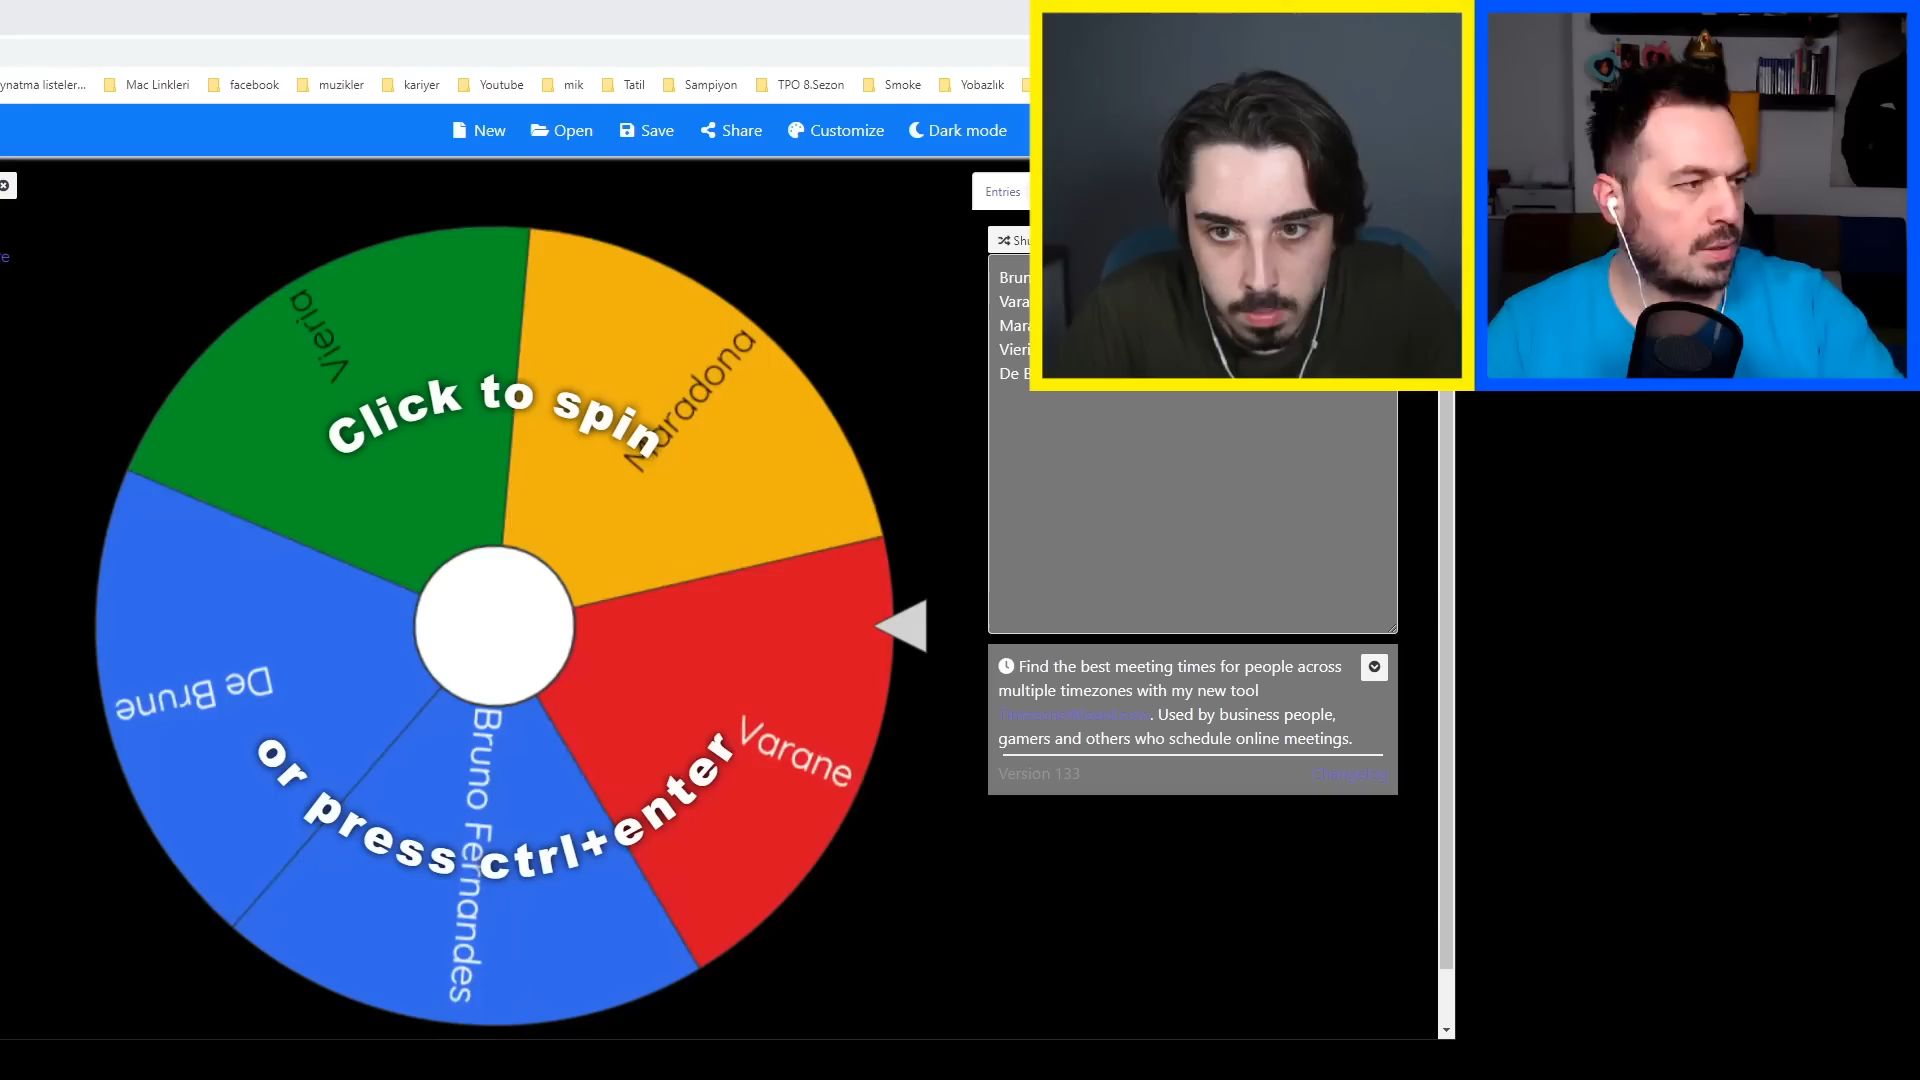 ynatma listeler...
Mac Linkleri
facebook
muzikler
kariyer
Youtube
mik
Tatil
Sampiyon
TPO 8.Sezon
Smoke
Yobazlık
New
Open
Save
Share
Customize
Dark mode
Entries
Shu
Brun
Vara
Mara
Vieri
De B
Click to spin
or press ctrl+enter
Vieria
Maradona
Varane
Bruno Fernandes
De Brune
Find the best meeting times for people across
multiple timezones with my new tool
. Used by business people,
gamers and others who schedule online meetings.
Version 133
Changelog